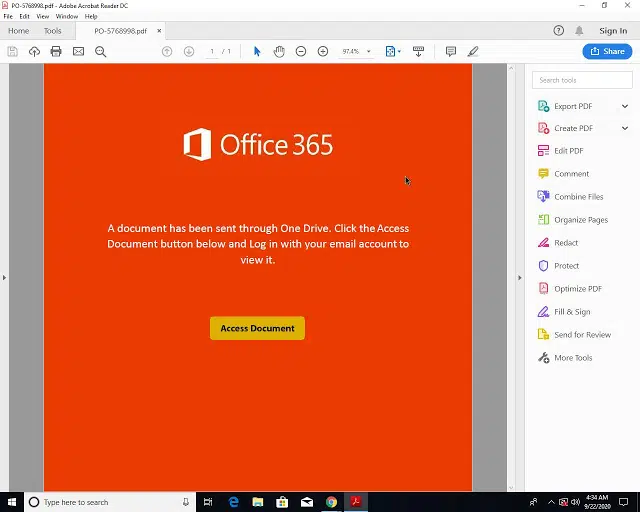 PO-5768998.pdf - Adobe Acrobat Reader DC
File Edit View Window Help
Home Tools PO-5768998.pdf × Sign In
1 / 1 97.4% Share
Office 365
A document has been sent through One Drive. Click the Access
Document button below and Log in with your email account to
view it.
Access Document
Search tools
Export PDF
Create PDF
Edit PDF
Comment
Combine Files
Organize Pages
Redact
Protect
Optimize PDF
Fill & Sign
Send for Review
More Tools
Type here to search
4:34 AM
9/22/2020